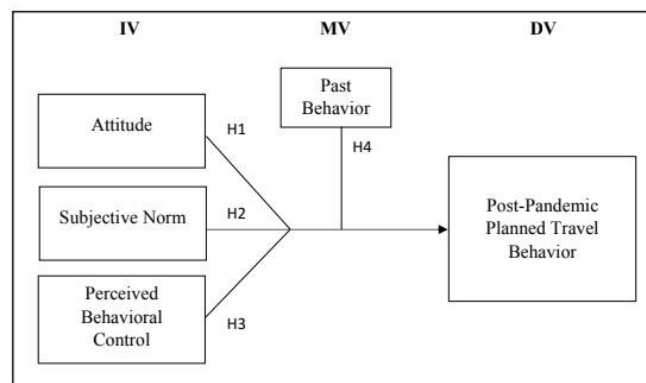 IV
MV
DV
Attitude
H1
Past
Behavior
H4
Subjective Norm
H2
Post-Pandemic
Planned Travel
Behavior
Perceived
Behavioral
Control
H3